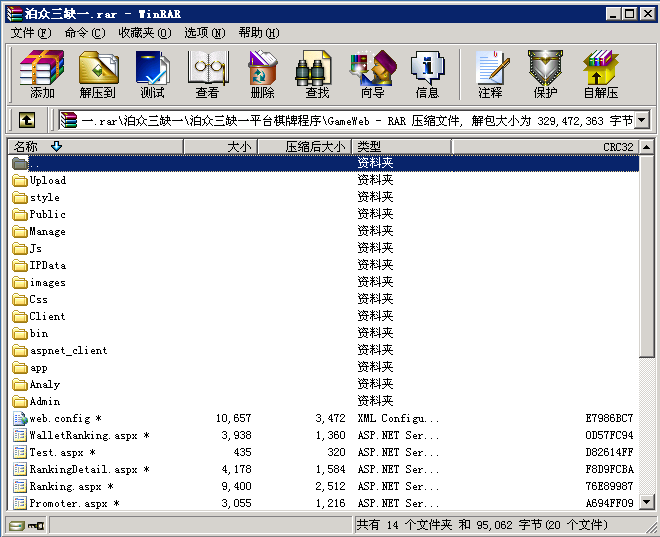 泊众三缺一.rar - WinRAR
文件(F) 命令(C) 收藏夹(O) 选项(N) 帮助(H)
添加 解压到 测试 查看 删除 查找 向导 信息 注释 保护 自解压
一.rar\泊众三缺一\泊众三缺一平台棋牌程序\GameWeb - RAR 压缩文件, 解包大小为 329,472,363 字节
名称 大小 压缩后大小 类型 CRC32
.. 资料夹
Upload 资料夹
style 资料夹
Public 资料夹
Manage 资料夹
Js 资料夹
IPData 资料夹
images 资料夹
Css 资料夹
Client 资料夹
bin 资料夹
aspnet_client 资料夹
app 资料夹
Analy 资料夹
Admin 资料夹
web.config * 10,657 3,472 XML Configu... E7986BC7
WalletRanking.aspx * 3,938 1,360 ASP.NET Ser... 0D57FC94
Test.aspx * 435 320 ASP.NET Ser... D82614FF
RankingDetail.aspx * 4,178 1,584 ASP.NET Ser... F8D9FCBA
Ranking.aspx * 9,400 2,512 ASP.NET Ser... 76E89987
Promoter.aspx * 3,055 1,216 ASP.NET Ser... A694FF09
共有 14 个文件夹 和 95,062 字节(20 个文件)